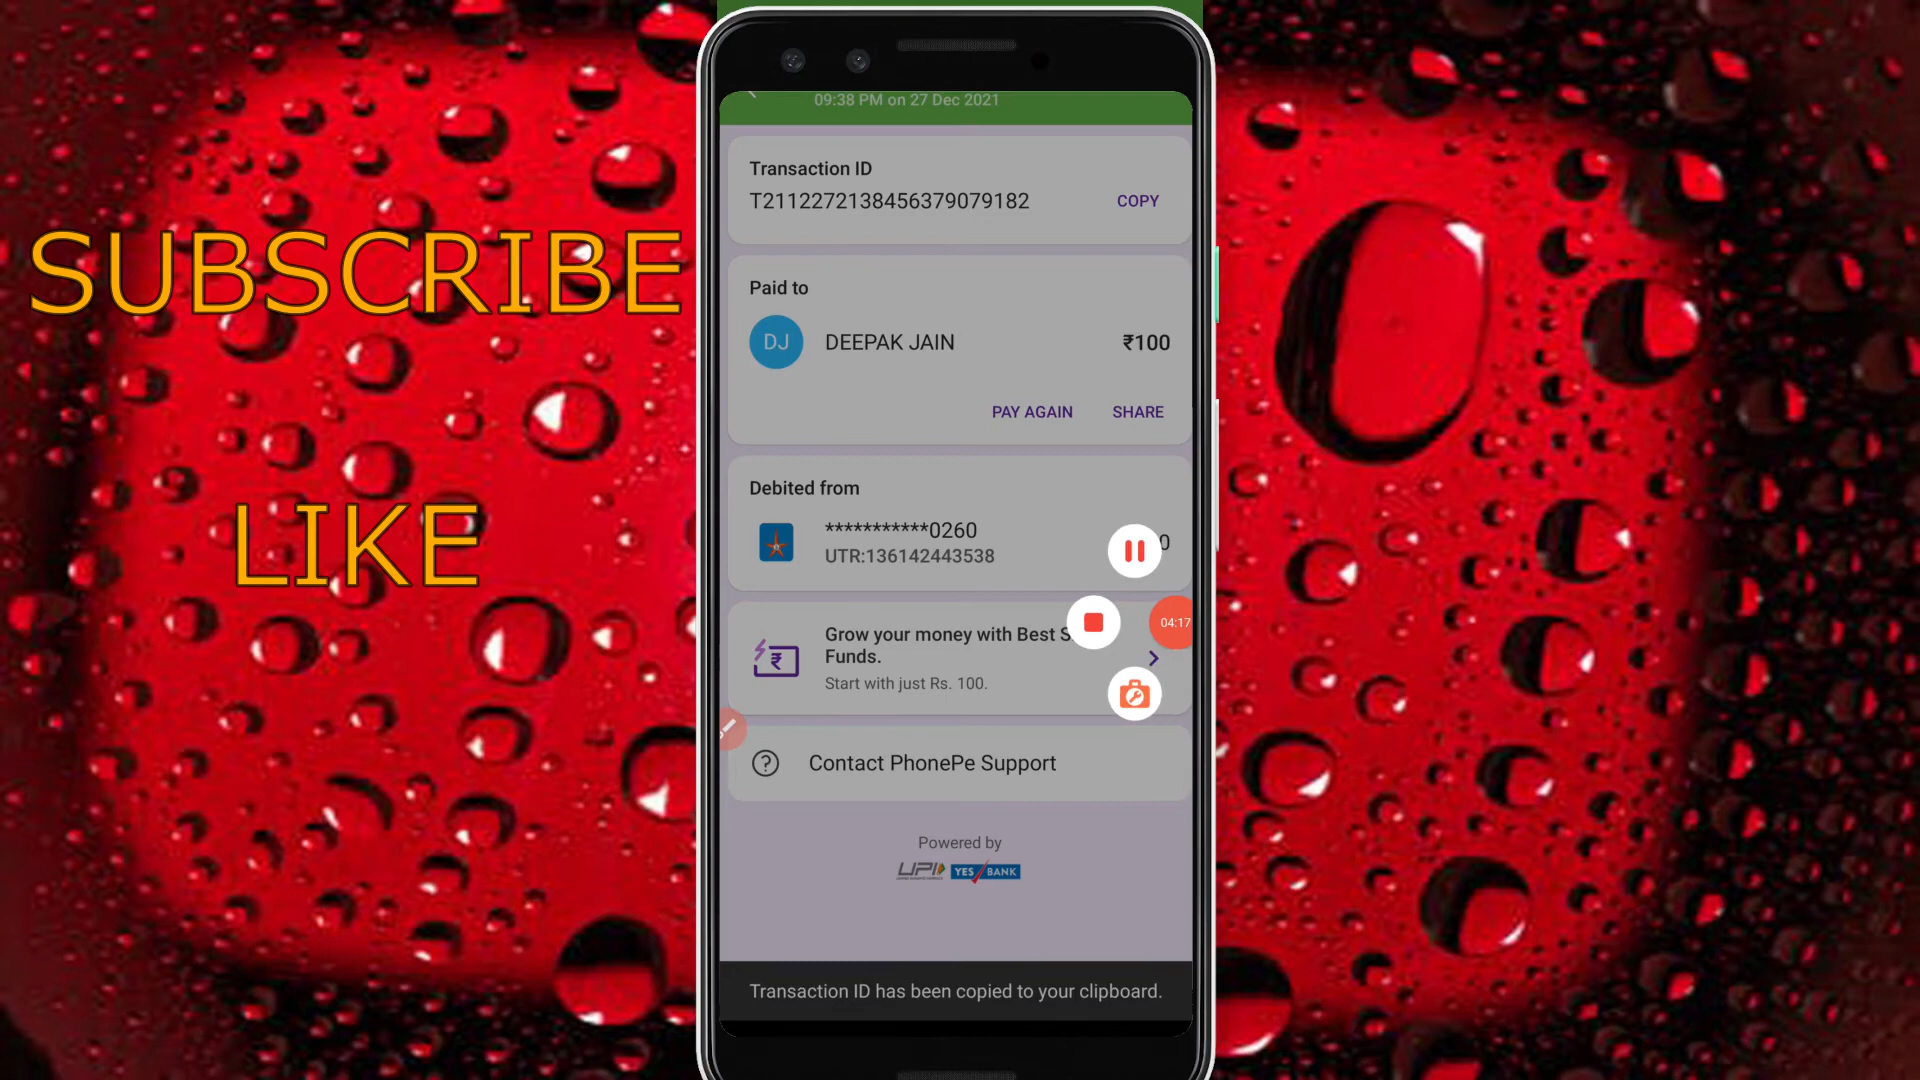 SUBSCRIBE
LIKE
09:38 PM on 27 Dec 2021
Transaction ID
T2112272138456379079182
COPY
Paid to
DJ
DEEPAK JAIN
₹100
PAY AGAIN
SHARE
Debited from
***********0260
0
UTR:136142443538
04:17
Grow your money with Best S
Funds.
Start with just Rs. 100.
Contact PhonePe Support
Powered by
UPI YES BANK
Transaction ID has been copied to your clipboard.